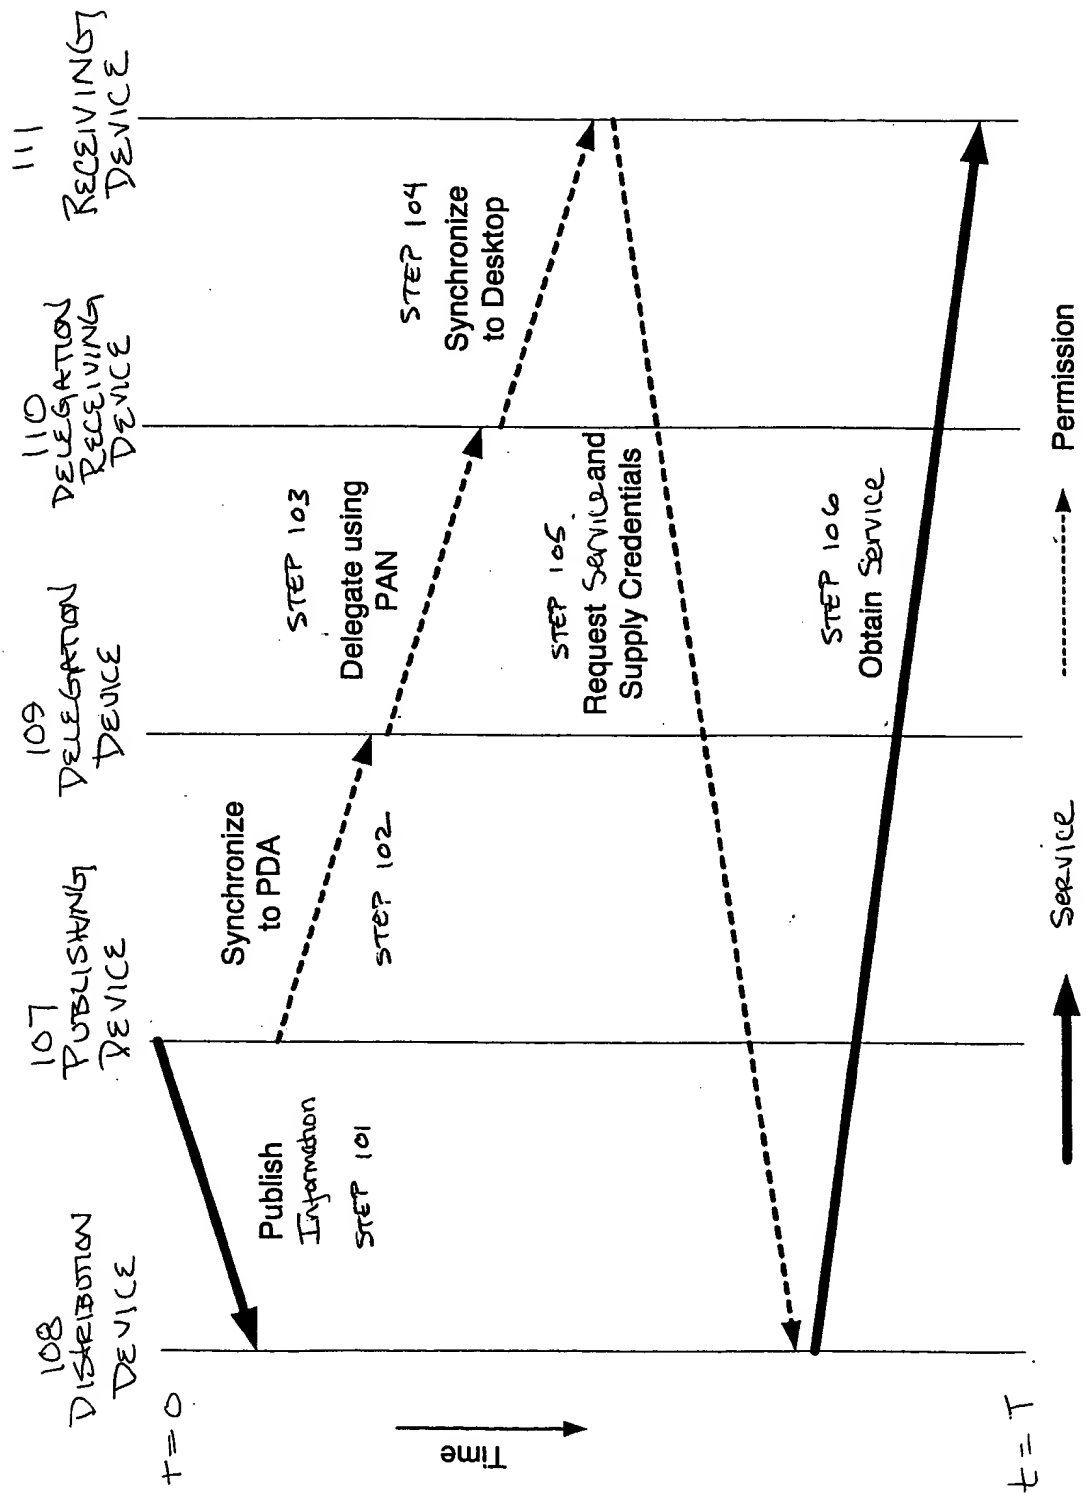 108
DISTRIBUTION
DEVICE
107
PUBLISHING
DEVICE
109
DELEGATION
DEVICE
110
DELEGATION
RECEIVING
DEVICE
111
RECEIVING
DEVICE
t=0
Time
Publish
Information
STEP 101
Synchronize
to PDA
STEP 102
STEP 103
Delegate using
PAN
STEP 104
Synchronize
to Desktop
STEP 105
Request Service and
Supply Credentials
STEP 106
Obtain Service
t=T
SERVICE
Permission